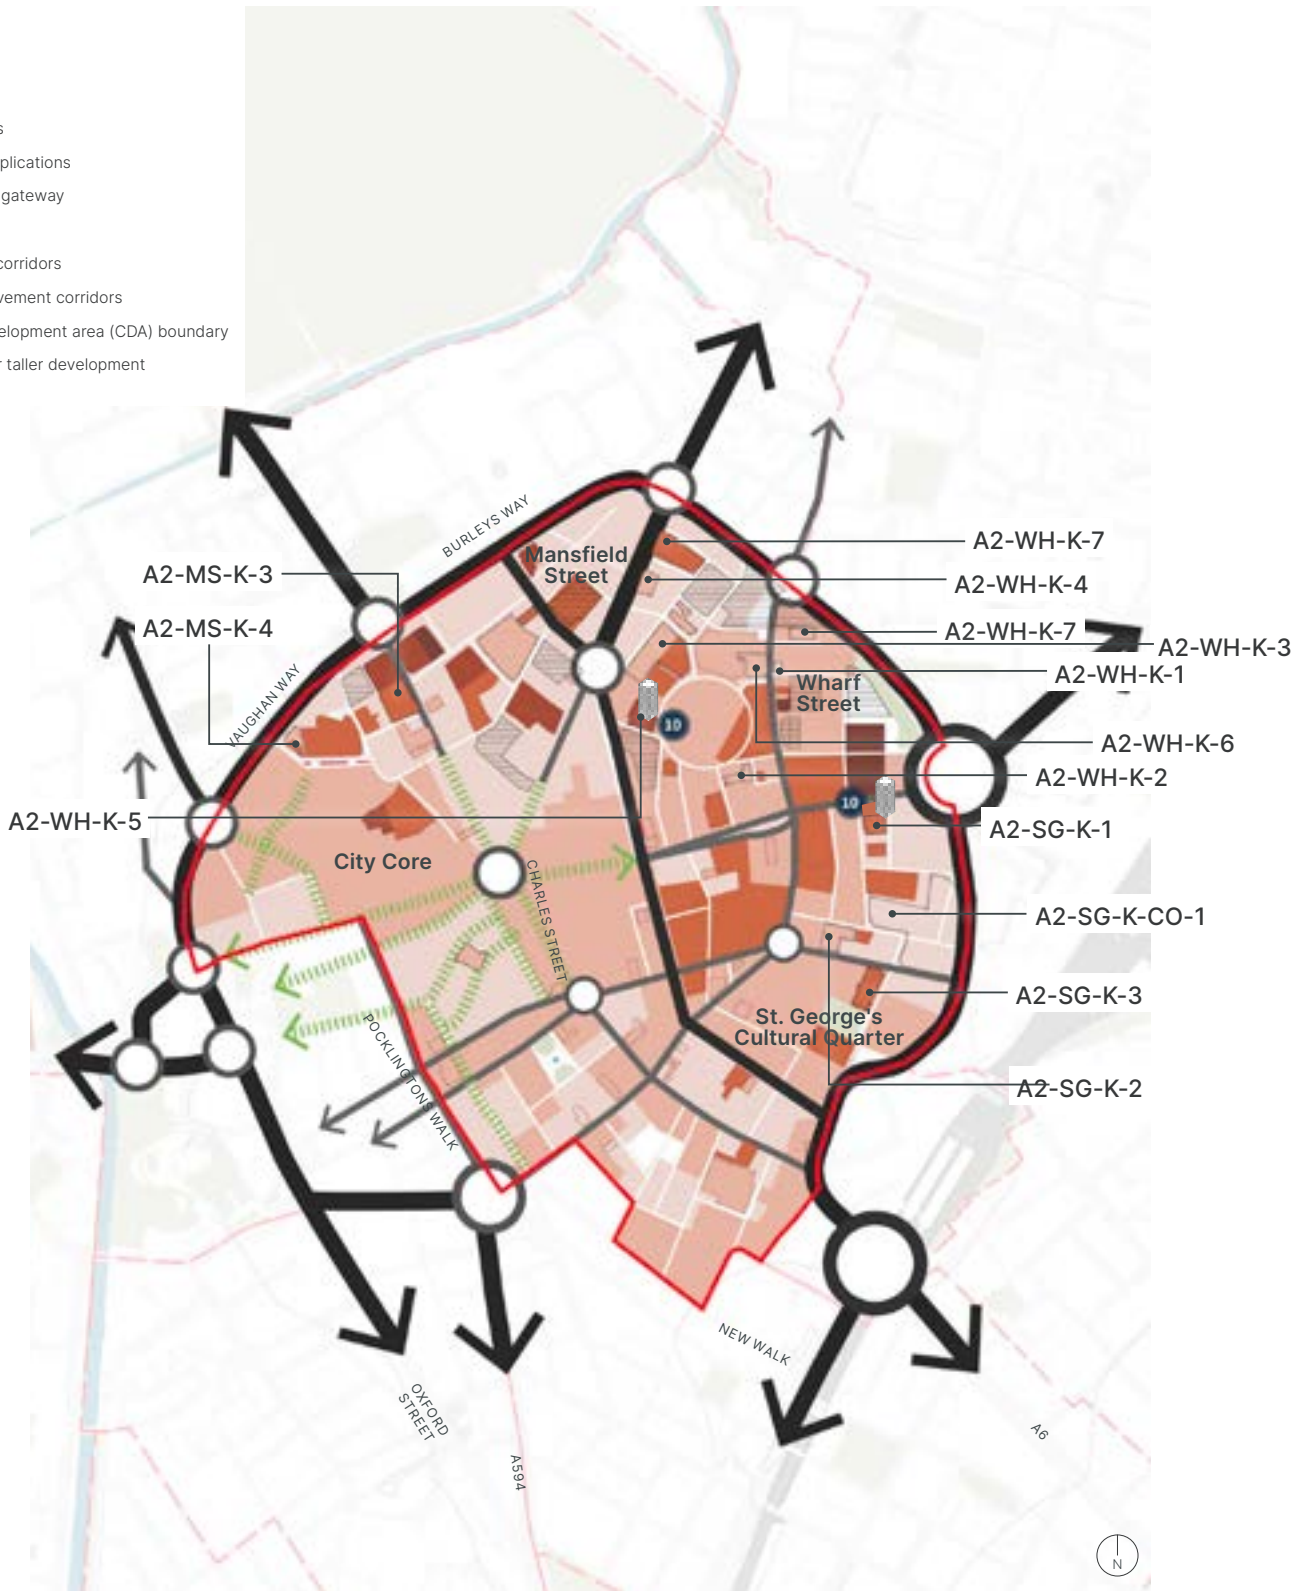 s
plications
gateway
corridors
vement corridors
elopment area (CDA) boundary
r taller development
BURLEYS WAY
Mansfield
Street
A2-WH-K-7
A2-MS-K-3
A2-WH-K-4
A2-MS-K-4
A2-WH-K-7
A2-WH-K-3
A2-WH-K-1
Wharf
Street
VAUGHAN WAY
10
A2-WH-K-6
A2-WH-K-2
10
A2-WH-K-5
A2-SG-K-1
City Core
CHARLES STREET
A2-SG-K-CO-1
A2-SG-K-3
St. George's
Cultural Quarter
POCKLINGTONS WALK
A2-SG-K-2
NEW WALK
OXFORD
STREET
A6
A594
N